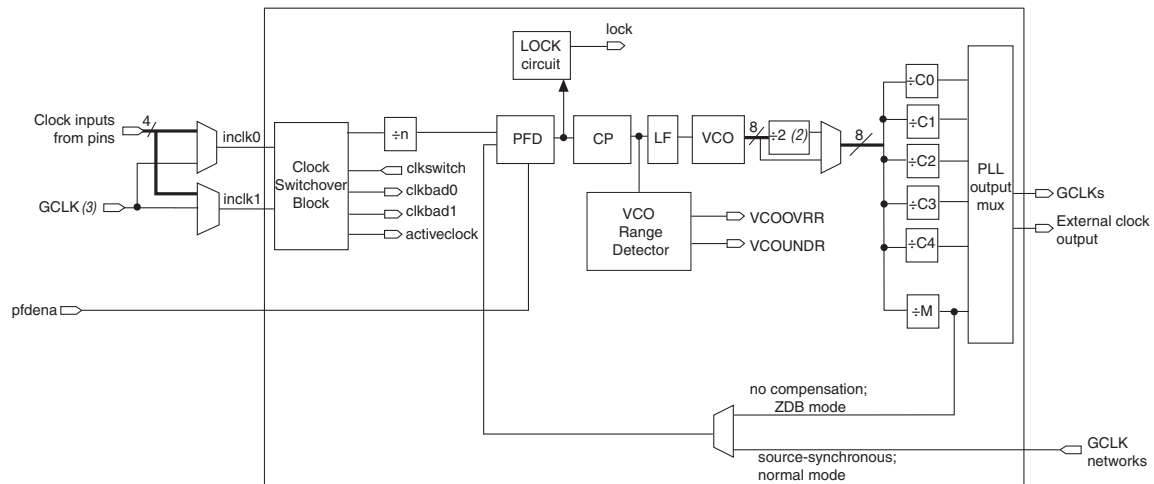 lock
LOCK
circuit
Clock inputs
from pins
4
inclk0
÷n
PFD
CP
LF
VCO
8
÷2 (2)
8
÷C0
÷C1
÷C2
÷C3
÷C4
÷M
PLL
output
mux
GCLKs
External clock
output
Clock
Switchover
Block
clkswitch
clkbad0
clkbad1
activeclock
GCLK (3)
inclk1
VCO
Range
Detector
VCOOVRR
VCOUNDR
pfdena
no compensation;
ZDB mode
source-synchronous;
normal mode
GCLK
networks